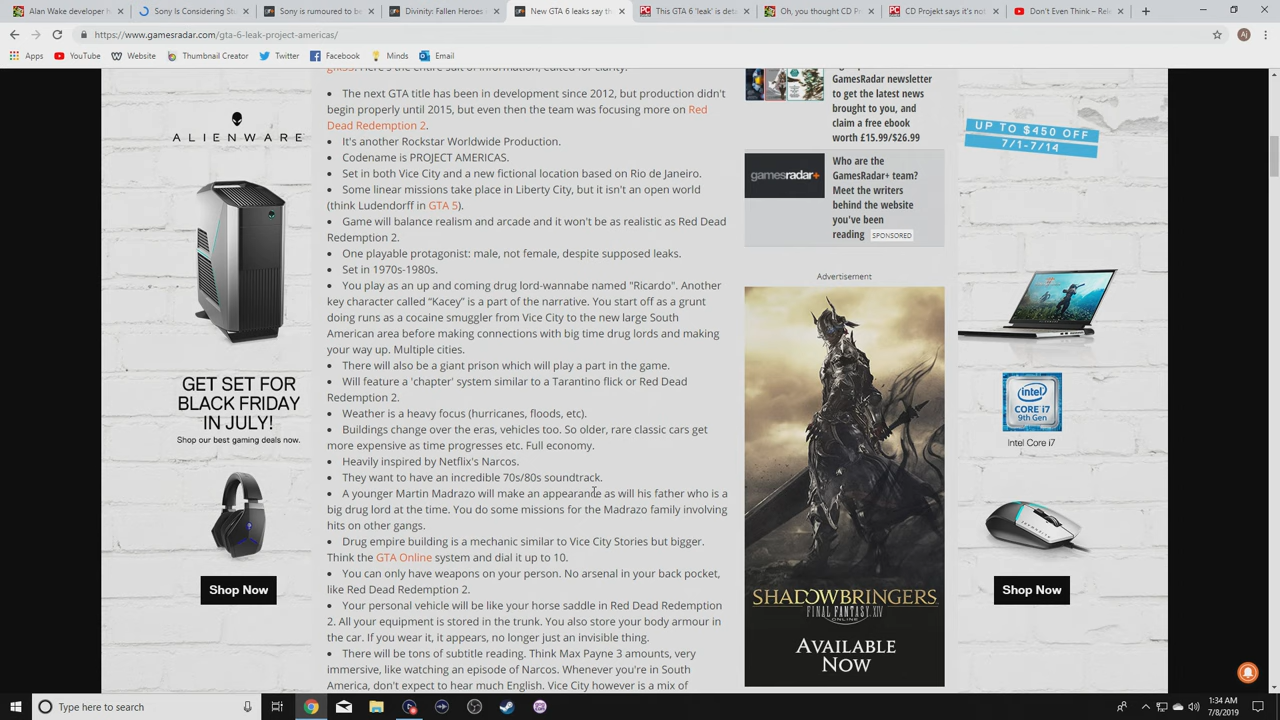 Alan Wake developer h
Sony Is Considering Stu
Sony is rumoured to b
Divinity: Fallen Heroes r
New GTA 6 leaks say th
This GTA 6 'leak' is det
Oh, you thought CD P
CD Projekt says it's not
Don't Even Think – Rele
https://www.gamesradar.com/gta-6-leak-project-americas/
Aj
Apps
YouTube
Website
Thumbnail Creator
Twitter
Facebook
Minds
Email
The next GTA title has been in development since 2012, but production didn't
begin properly until 2015, but even then the team was focusing more on Red
Dead Redemption 2.
• It's another Rockstar Worldwide Production.
• Codename is PROJECT AMERICAS.
• Set in both Vice City and a new fictional location based on Rio de Janeiro.
• Some linear missions take place in Liberty City, but it isn't an open world
(think Ludendorff in GTA 5).
• Game will balance realism and arcade and it won't be as realistic as Red Dead
Redemption 2.
• One playable protagonist: male, not female, despite supposed leaks.
• Set in 1970s-1980s.
• You play as an up and coming drug lord-wannabe named "Ricardo". Another
key character called “Kacey” is a part of the narrative. You start off as a grunt
doing runs as a cocaine smuggler from Vice City to the new large South
American area before making connections with big time drug lords and making
your way up. Multiple cities.
• There will also be a giant prison which will play a part in the game.
• Will feature a 'chapter' system similar to a Tarantino flick or Red Dead
Redemption 2.
• Weather is a heavy focus (hurricanes, floods, etc).
• Buildings change over the eras, vehicles too. So older, rare classic cars get
more expensive as time progresses etc. Full economy.
• Heavily inspired by Netflix's Narcos.
• They want to have an incredible 70s/80s soundtrack.
• A younger Martin Madrazo will make an appearance as will his father who is a
big drug lord at the time. You do some missions for the Madrazo family involving
hits on other gangs.
• Drug empire building is a mechanic similar to Vice City Stories but bigger.
Think the GTA Online system and dial it up to 10.
• You can only have weapons on your person. No arsenal in your back pocket,
like Red Dead Redemption 2.
• Your personal vehicle will be like your horse saddle in Red Dead Redemption
2. All your equipment is stored in the trunk. You also store your body armour in
the car. If you wear it, it appears, no longer just an invisible thing.
• There will be tons of subtitle reading. Think Max Payne 3 amounts, very
immersive, like watching an episode of Narcos. Whenever you're in South
America, don't expect to hear much English. Vice City however is a mix of
GamesRadar newsletter
to get the latest news
brought to you, and
claim a free ebook
worth £15.99/$26.99
gamesradar+
Who are the
GamesRadar+ team?
Meet the writers
behind the website
you've been
reading SPONSORED
Advertisement
SHADOWBRINGERS
FINAL FANTASY XIV
ONLINE
AVAILABLE
NOW
ALIENWARE
GET SET FOR
BLACK FRIDAY
IN JULY!
Shop our best gaming deals now.
Shop Now
UP TO $450 OFF
7/1-7/14
intel
CORE i7
9th Gen
Intel Core i7
Shop Now
Type here to search
1:34 AM
7/8/2019